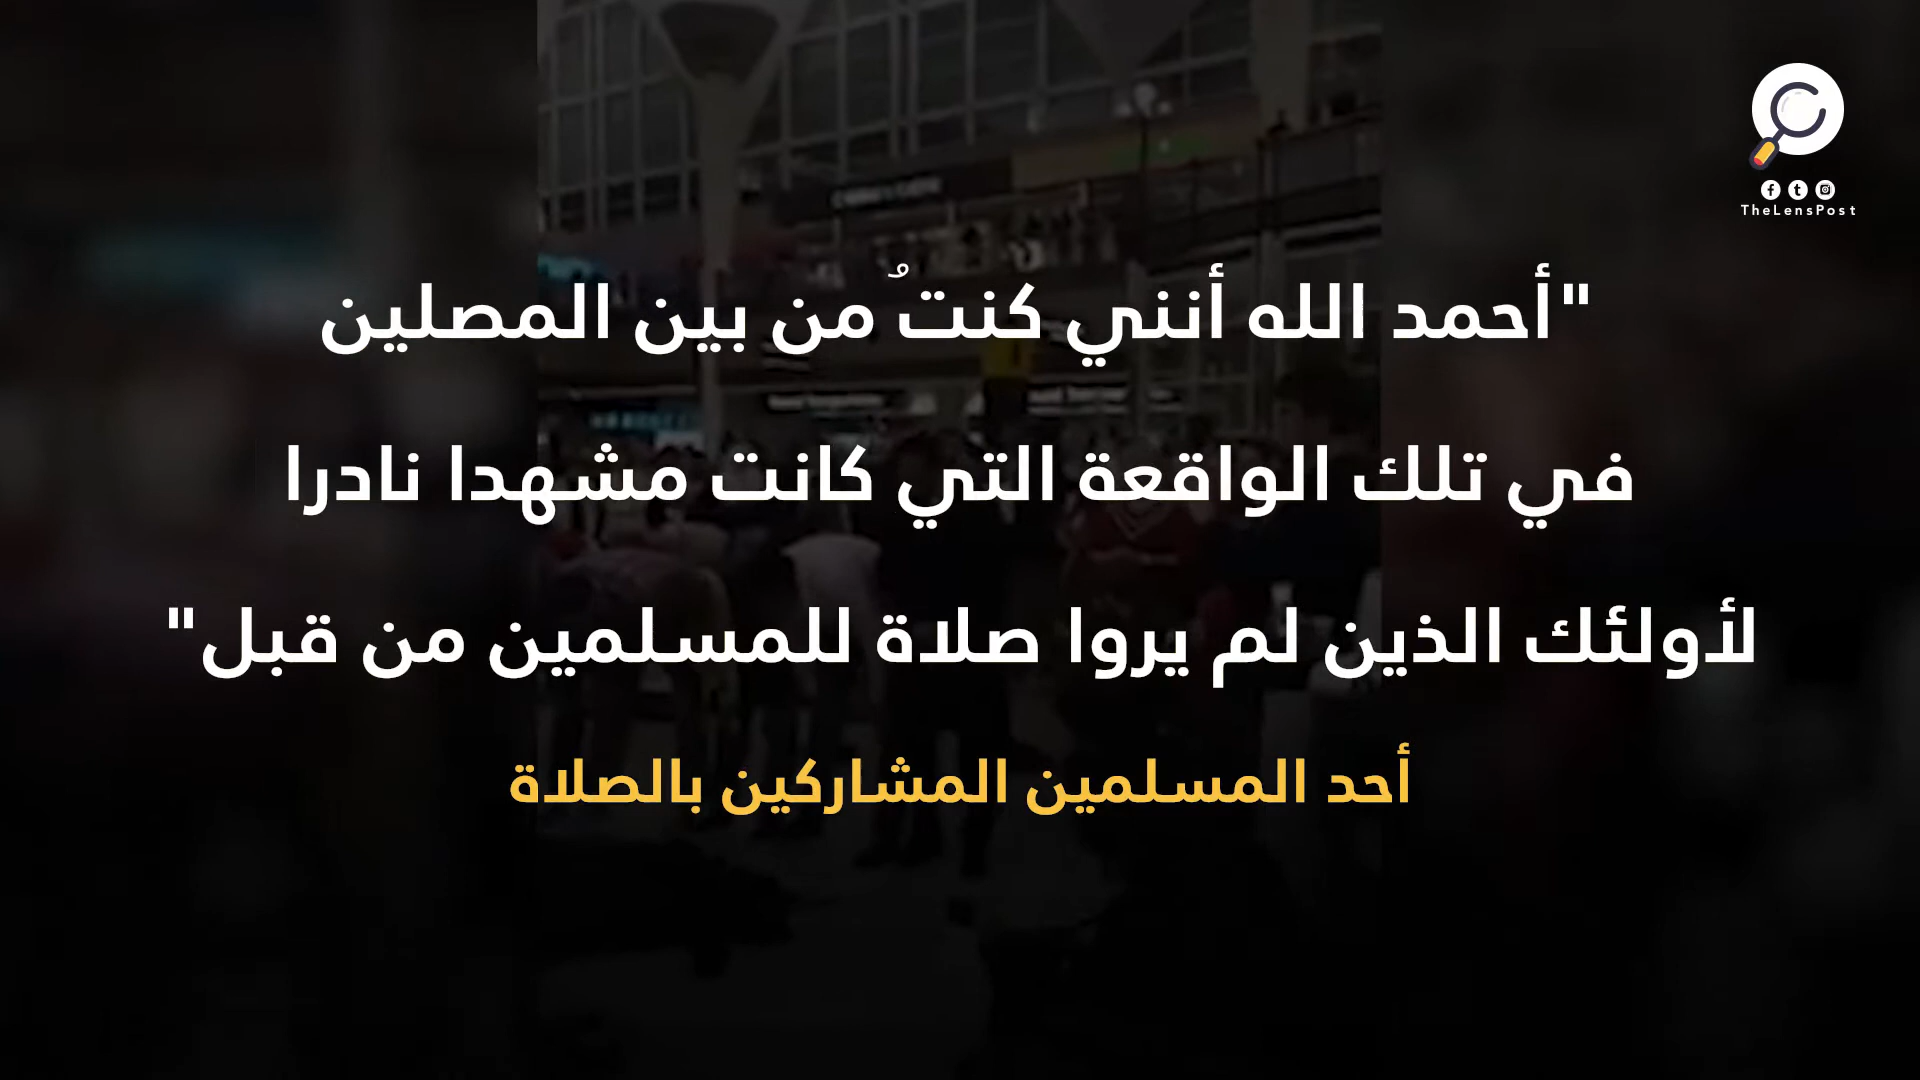 TheLensPost
"أحمد الله أنني كنتُ من بين المصلين
في تلك الواقعة التي كانت مشهدا نادرا
لأولئك الذين لم يروا صلاة للمسلمين من قبل"
أحد المسلمين المشاركين بالصلاة